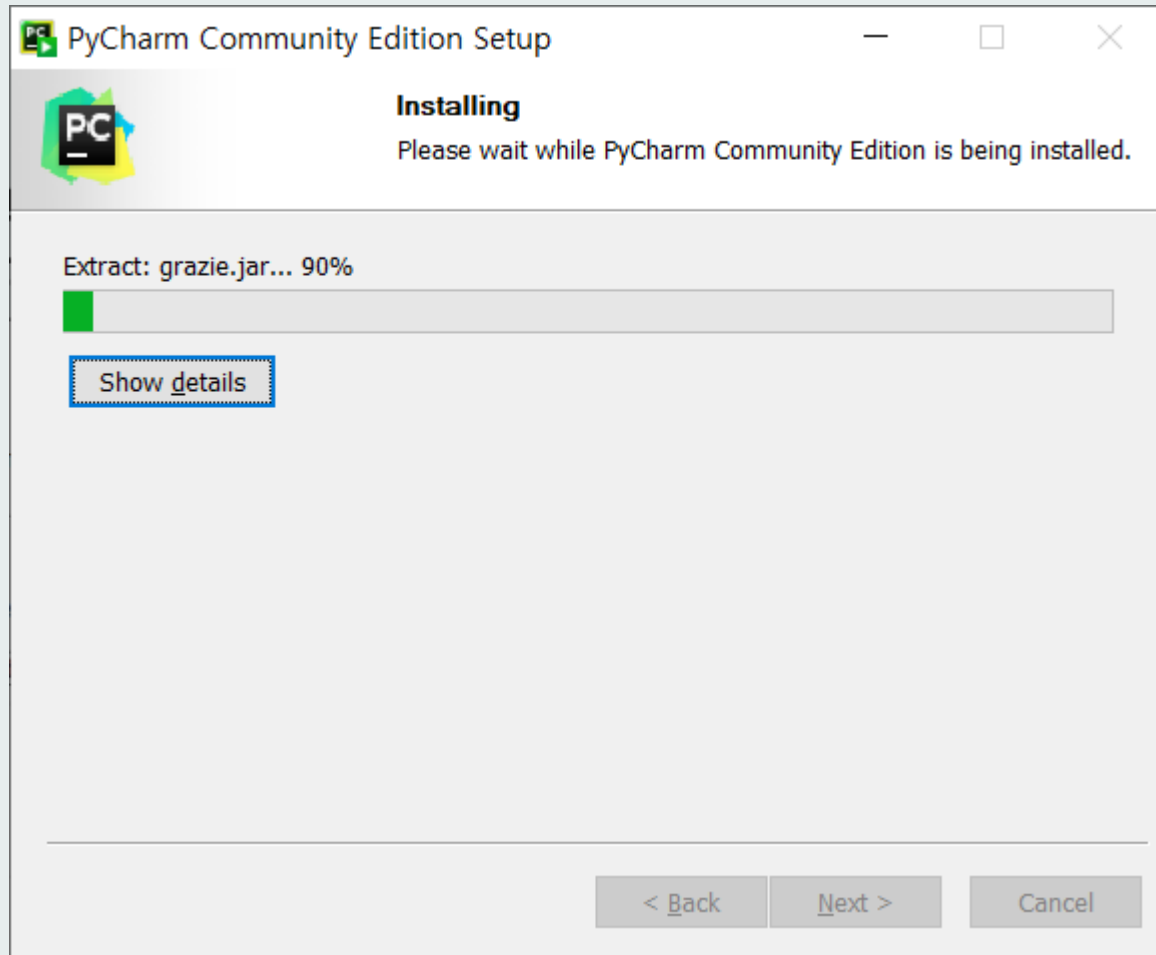 PC PyCharm Community Edition Setup
PC
Installing
Please wait while PyCharm Community Edition is being installed.
Extract: grazie.jar... 90%
Show details
< Back
Next >
Cancel